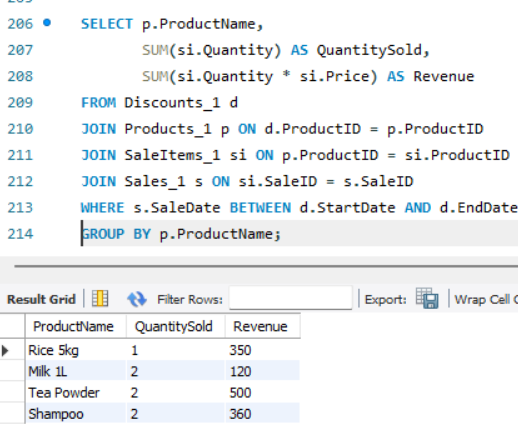 206 SELECT p.ProductName,
207 SUM(si.Quantity) AS QuantitySold,
208 SUM(si.Quantity * si.Price) AS Revenue
209 FROM Discounts_1 d
210 JOIN Products_1 p ON d.ProductID = p.ProductID
211 JOIN SaleItems_1 si ON p.ProductID = si.ProductID
212 JOIN Sales_1 s ON si.SaleID = s.SaleID
213 WHERE s.SaleDate BETWEEN d.StartDate AND d.EndDate
214 GROUP BY p.ProductName;
Result Grid Filter Rows: Export: Wrap Cell C
ProductName QuantitySold Revenue
Rice 5kg 1 350
Milk 1L 2 120
Tea Powder 2 500
Shampoo 2 360